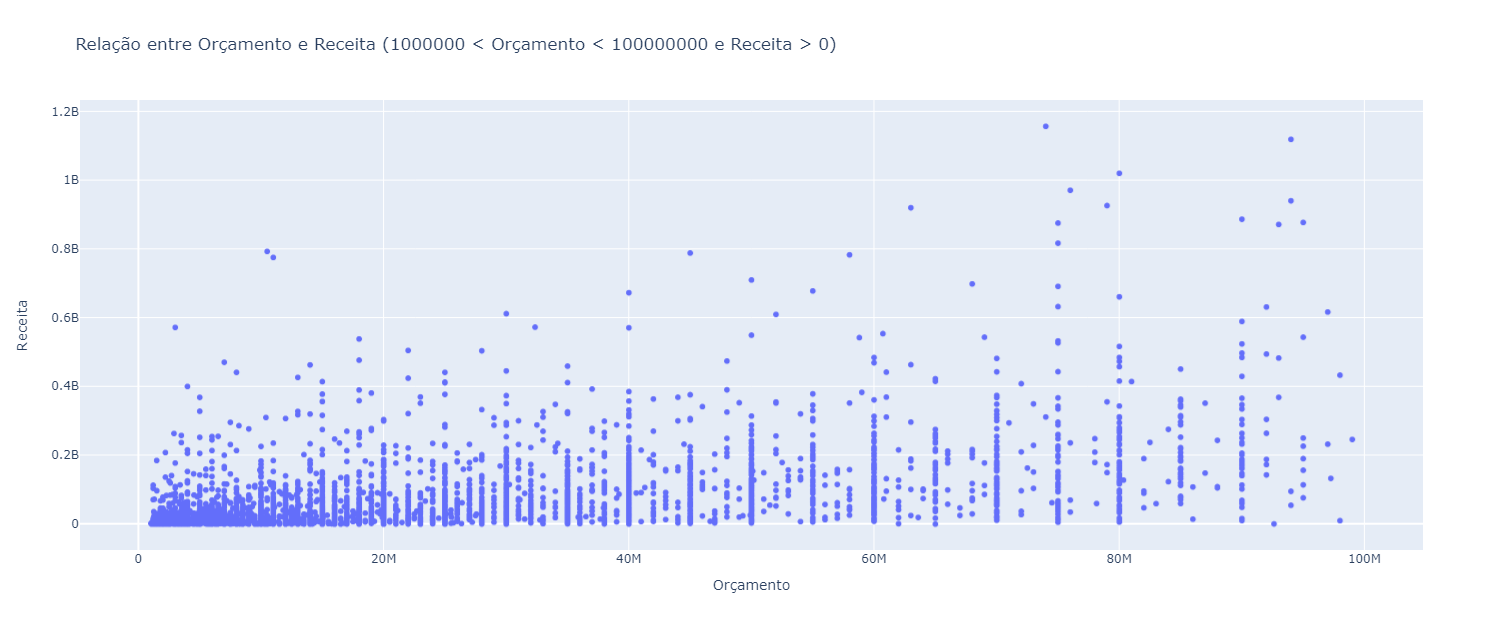 Relação entre Orçamento e Receita (1000000 < Orçamento < 100000000 e Receita > 0)
1.2B
1B
0.8B
0.6B
0.4B
0.2B
0
Receita
0 20M 40M 60M 80M 100M
Orçamento